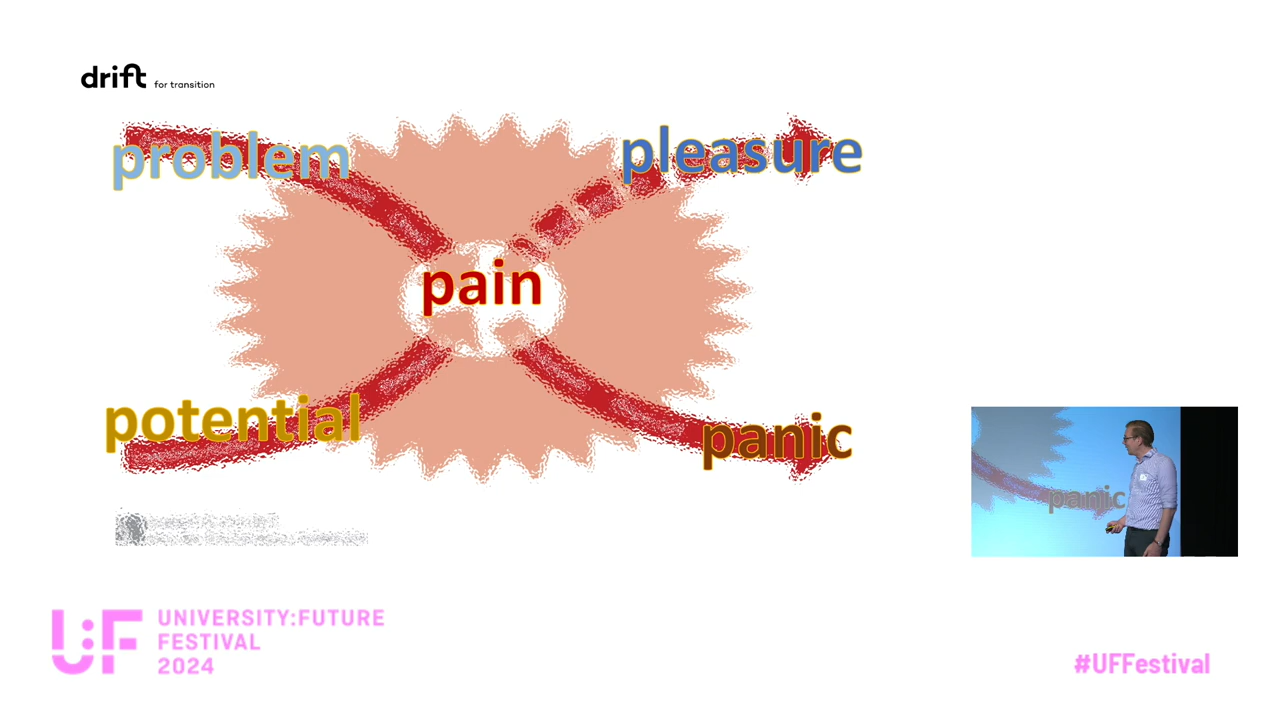 drift for transition
problem
pleasure
pain
potential
panic
panic
UNIVERSITY:FUTURE
FESTIVAL
2024
U:F
#UFFestival